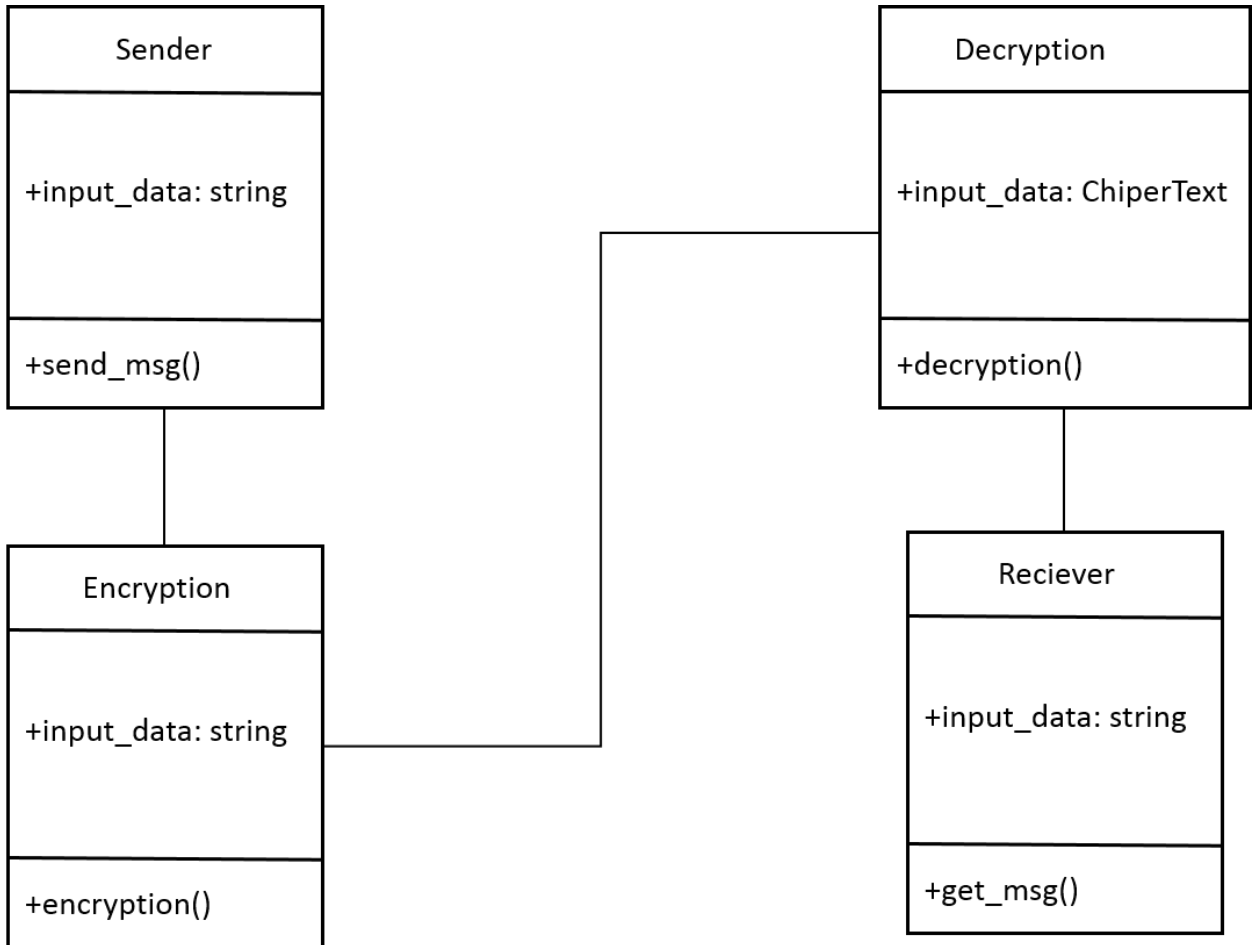 Sender
+input_data: string
+send_msg()
Encryption
+input_data: string
+encryption()
Decryption
+input_data: ChiperText
+decryption()
Reciever
+input_data: string
+get_msg()